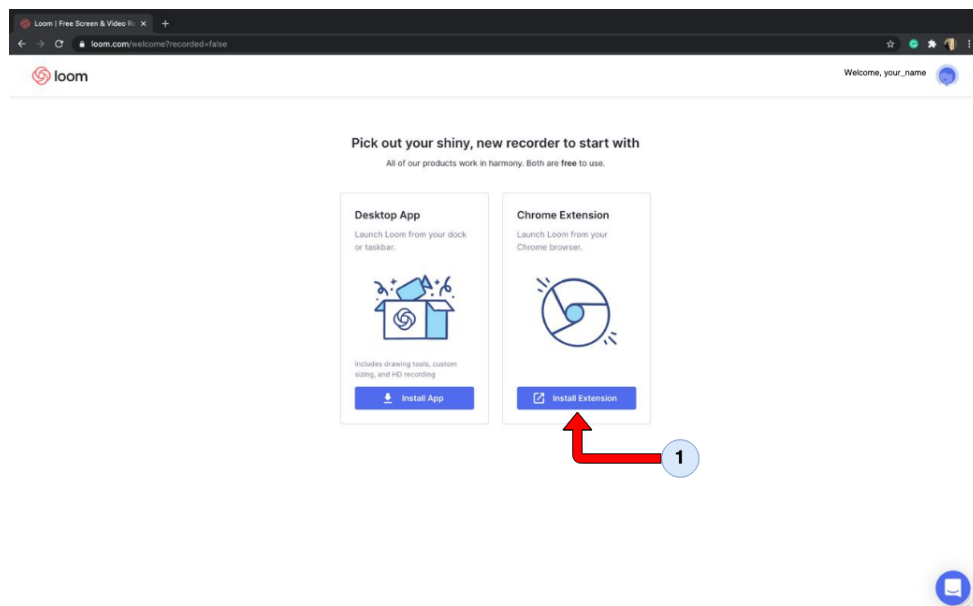 Loom | Free Screen & Video Re
loom.com/welcome?recorded=false
loom
Welcome, your_name
Pick out your shiny, new recorder to start with
All of our products work in harmony. Both are free to use.
Desktop App
Launch Loom from your dock
or taskbar.
Includes drawing tools, custom
sizing, and HD recording
Install App
Chrome Extension
Launch Loom from your
Chrome browser.
Install Extension
1